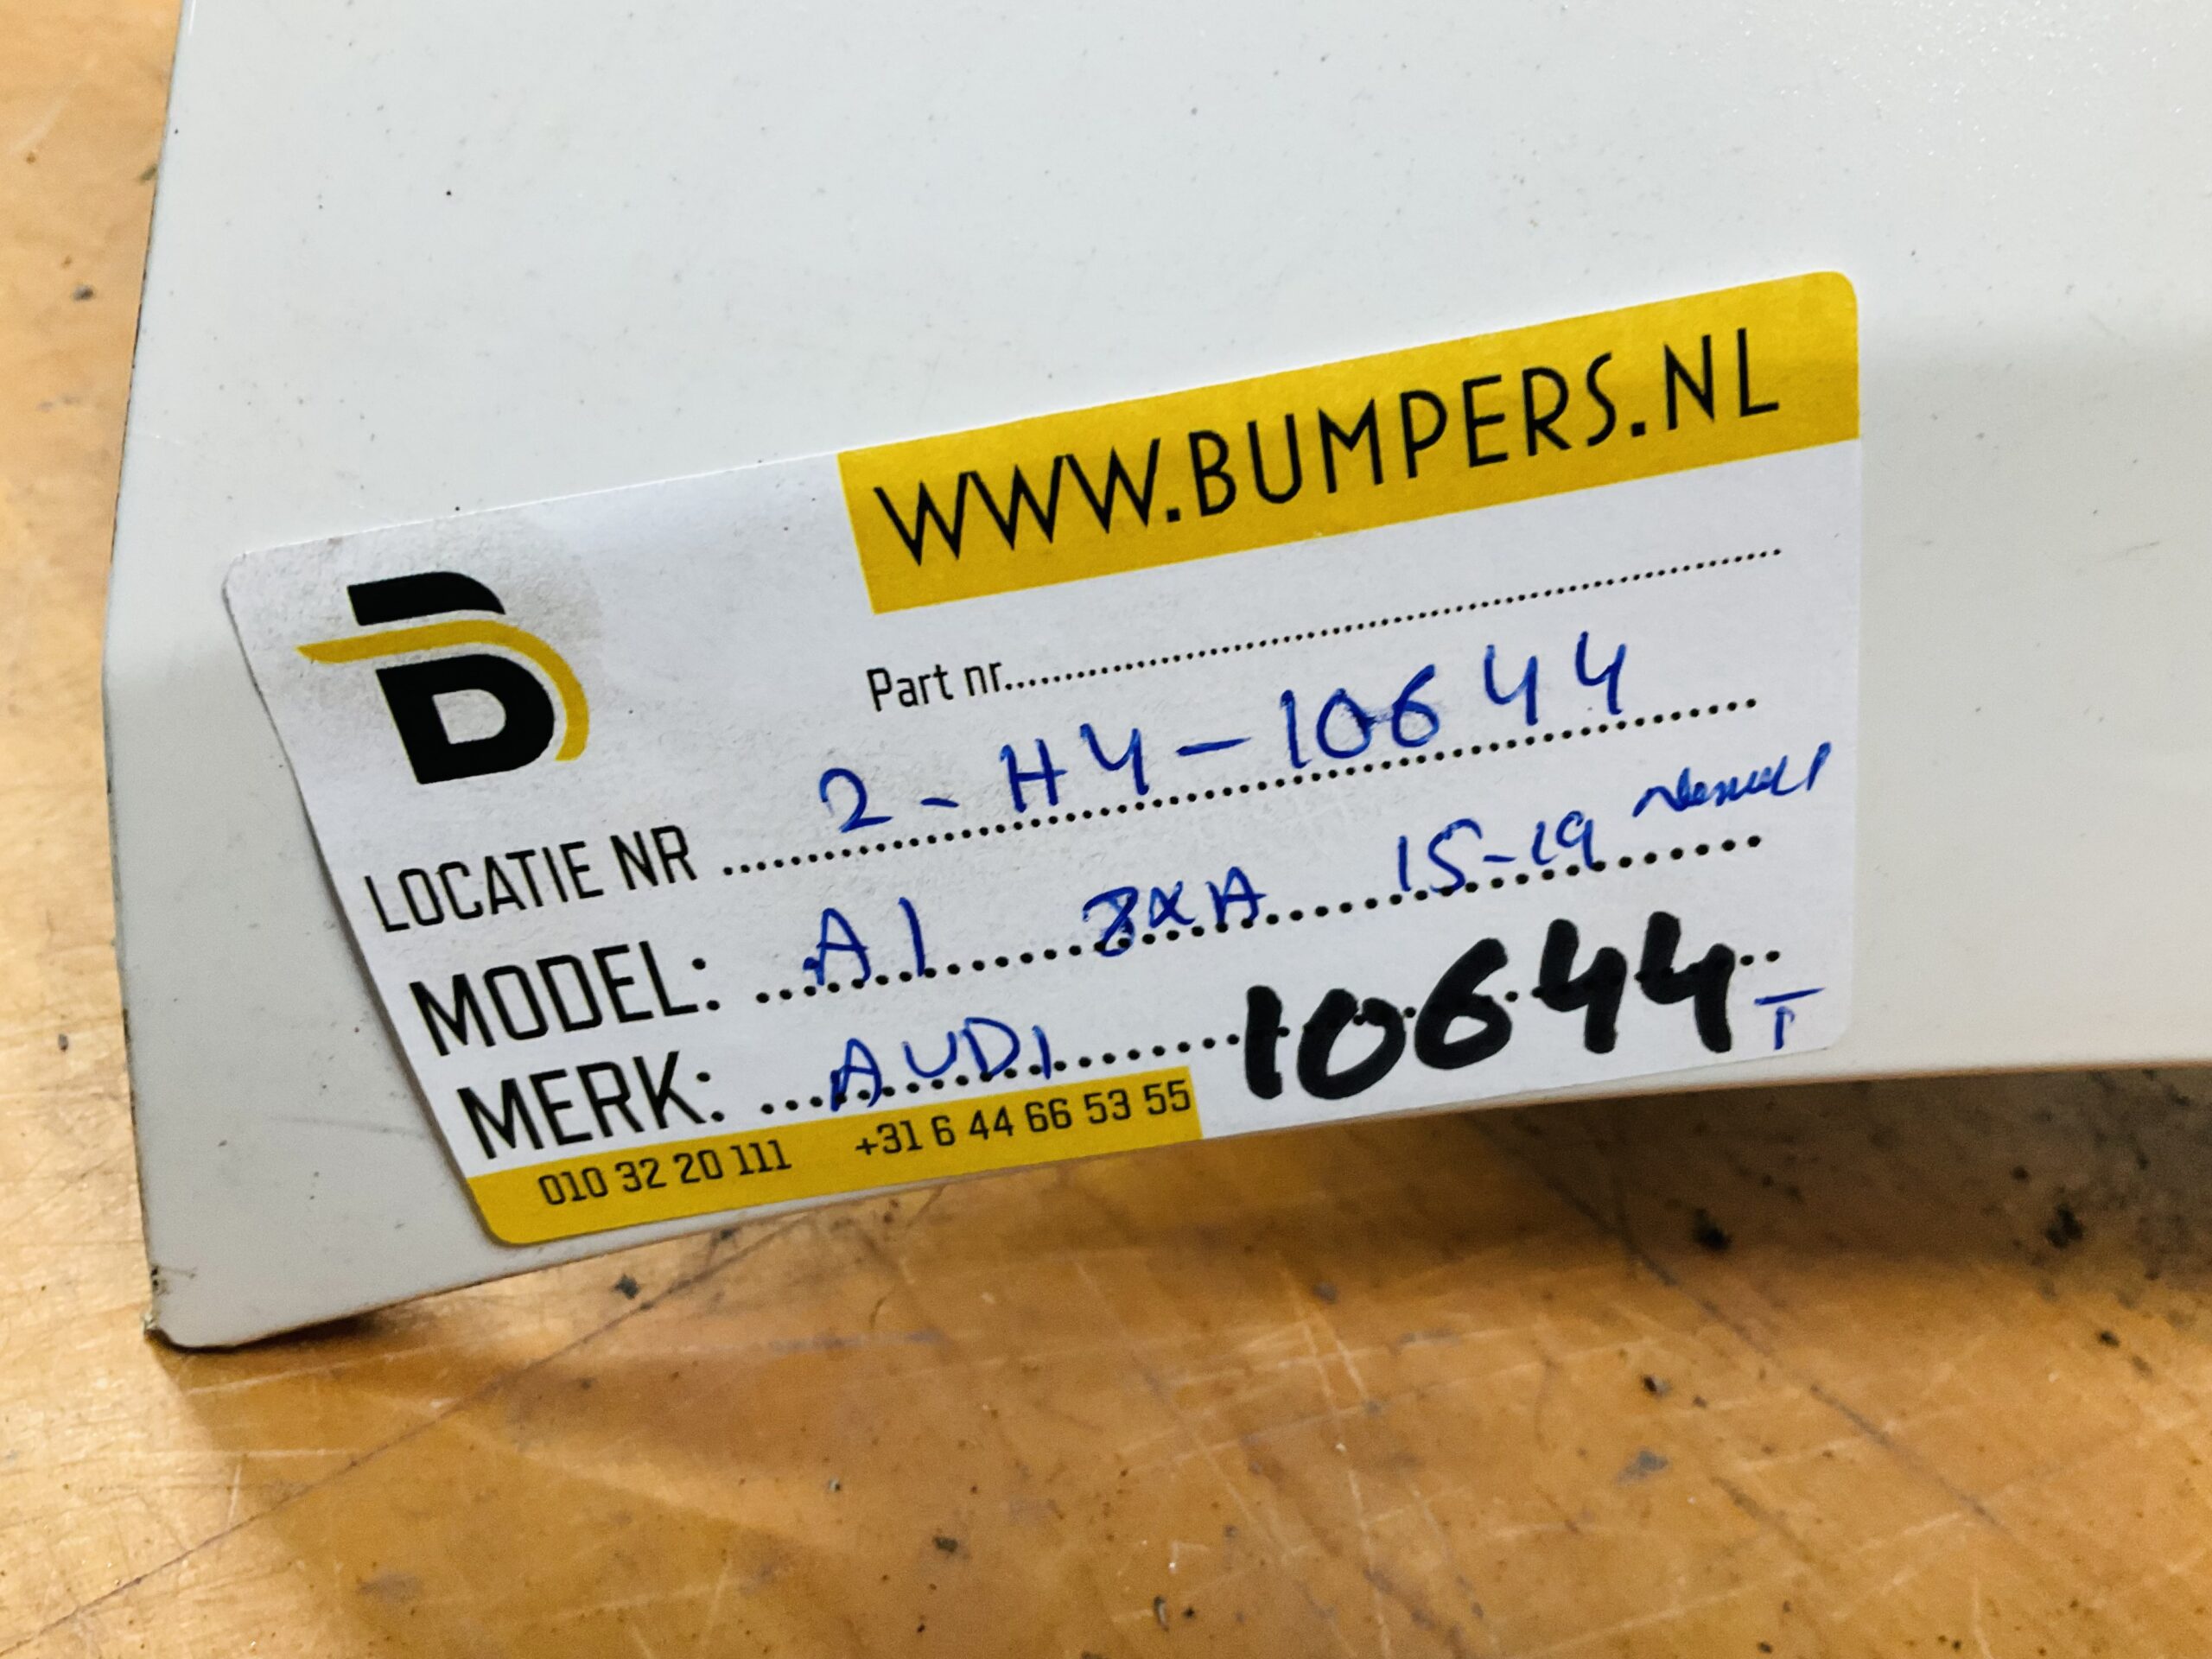 WWW.BUMPERS.NL
B
Part nr..........
LOCATIE NR .......... 2-H4-10644
MODEL: .......... A1 8XA 15-19
MERK: .......... AUDI 10644 T
010 32 20 111 +31 6 44 66 53 55